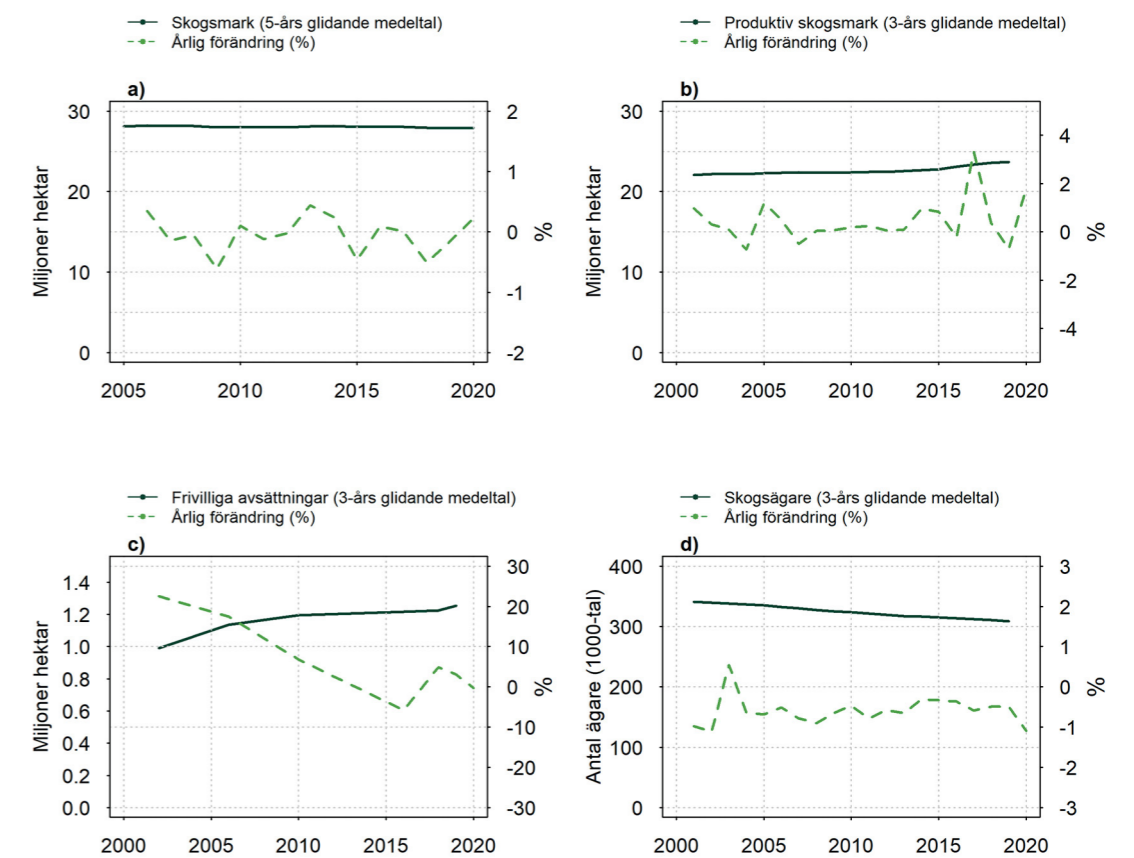 Skogsmark (5-års glidande medeltal)
Årlig förändring (%)
a)
30
20
10
0
Miljoner hektar
2
1
0
-1
-2
%
2005 2010 2015 2020
Produktiv skogsmark (3-års glidande medeltal)
Årlig förändring (%)
b)
30
20
10
0
Miljoner hektar
4
2
0
-2
-4
%
2000 2005 2010 2015 2020
Frivilliga avsättningar (3-års glidande medeltal)
Årlig förändring (%)
c)
1.4
1.2
1.0
0.8
0.6
0.4
0.2
0.0
Miljoner hektar
30
20
10
0
-10
-20
-30
%
2000 2005 2010 2015 2020
Skogsägare (3-års glidande medeltal)
Årlig förändring (%)
d)
400
300
200
100
0
Antal ägare (1000-tal)
3
2
1
0
-1
-2
-3
%
2000 2005 2010 2015 2020